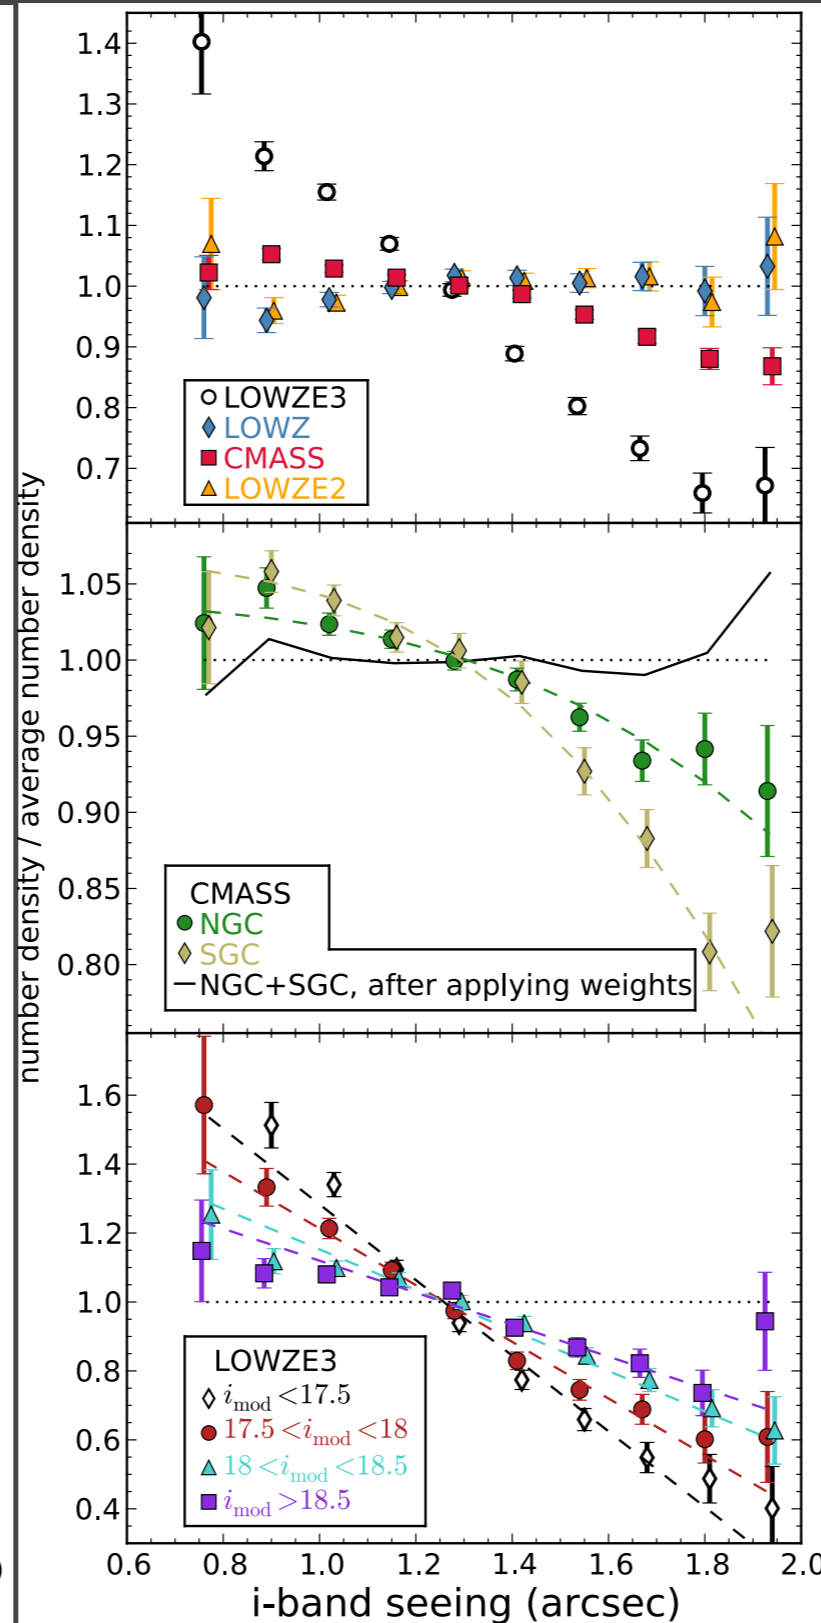 1.4
1.3
1.2
1.1
1.0
0.9
0.8
0.7
LOWZE3
LOWZ
CMASS
LOWZE2
number density / average number density
1.05
1.00
0.95
0.90
0.85
0.80
CMASS
NGC
SGC
NGC+SGC, after applying weights
1.6
1.4
1.2
1.0
0.8
0.6
0.4
LOWZE3
i_mod <17.5
17.5 <i_mod <18
18 <i_mod <18.5
i_mod >18.5
0.6 0.8 1.0 1.2 1.4 1.6 1.8 2.0
i-band seeing (arcsec)